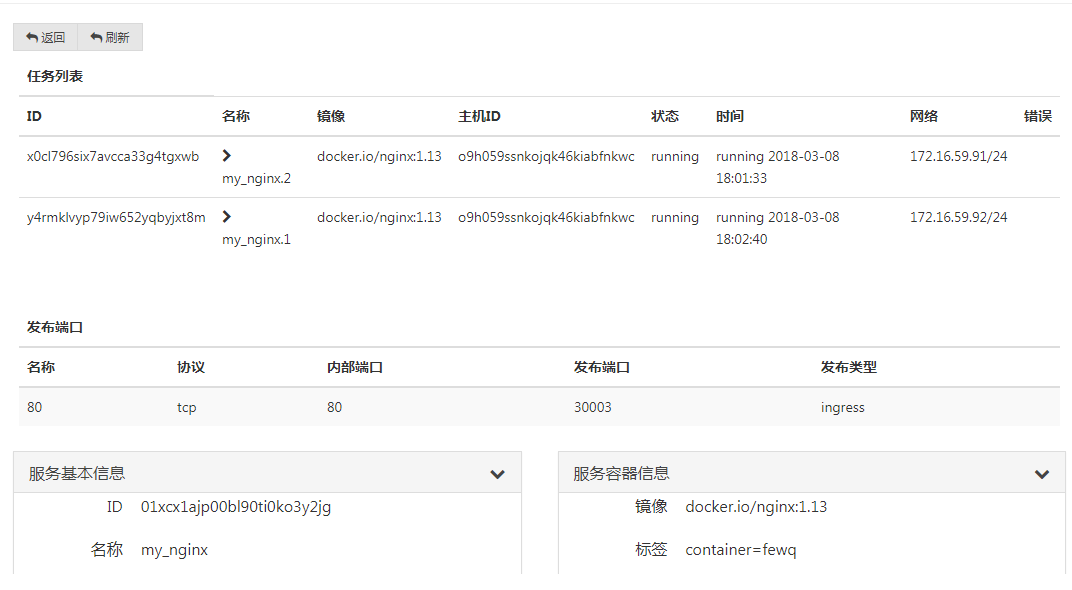 返回 刷新
任务列表
ID 名称 镜像 主机ID 状态 时间 网络 错误
x0cl796six7avcca33g4tgxwb docker.io/nginx:1.13 o9h059ssnkojqk46kiabfnkwc running running 2018-03-08 172.16.59.91/24
my_nginx.2 18:01:33
y4rmklvyp79iw652yqbyjxt8m docker.io/nginx:1.13 o9h059ssnkojqk46kiabfnkwc running running 2018-03-08 172.16.59.92/24
my_nginx.1 18:02:40
发布端口
名称 协议 内部端口 发布端口 发布类型
80 tcp 80 30003 ingress
服务基本信息 服务容器信息
ID 01xcx1ajp00bl90ti0ko3y2jg 镜像 docker.io/nginx:1.13
名称 my_nginx 标签 container=fewq